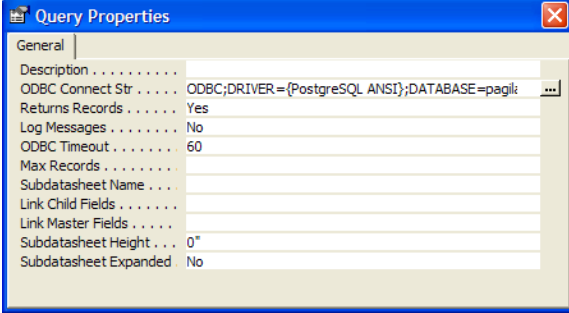 Query Properties
General
Description . . . . . . . . . .
ODBC Connect Str . . . . . ODBC;DRIVER={PostgreSQL ANSI};DATABASE=pagila ...
Returns Records . . . . . . Yes
Log Messages . . . . . . . . No
ODBC Timeout . . . . . . . 60
Max Records . . . . . . . .
Subdatasheet Name . . .
Link Child Fields . . . . . . .
Link Master Fields . . . . .
Subdatasheet Height . . . 0"
Subdatasheet Expanded . No